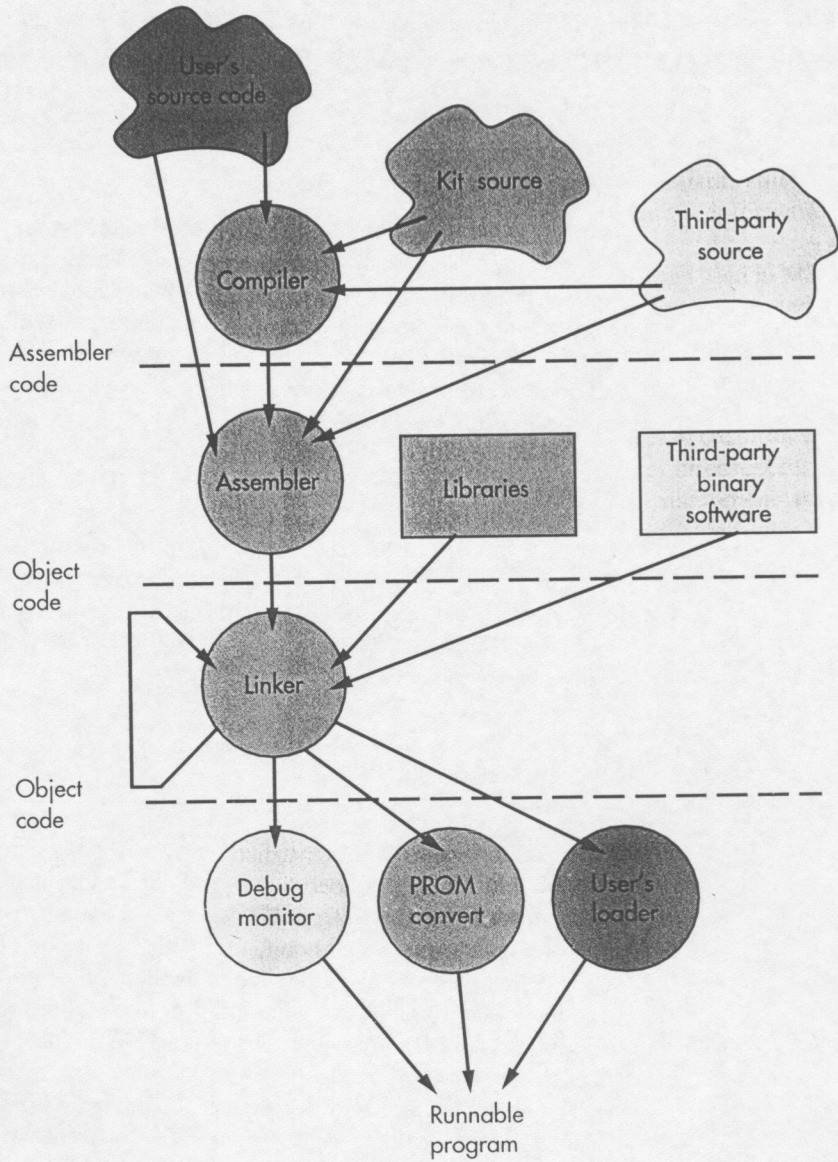 User's
source code
Kit source
Third-party
source
Compiler
Assembler
code
Assembler
Libraries
Third-party
binary
software
Object
code
Linker
Object
code
Debug
monitor
PROM
convert
User's
loader
Runnable
program